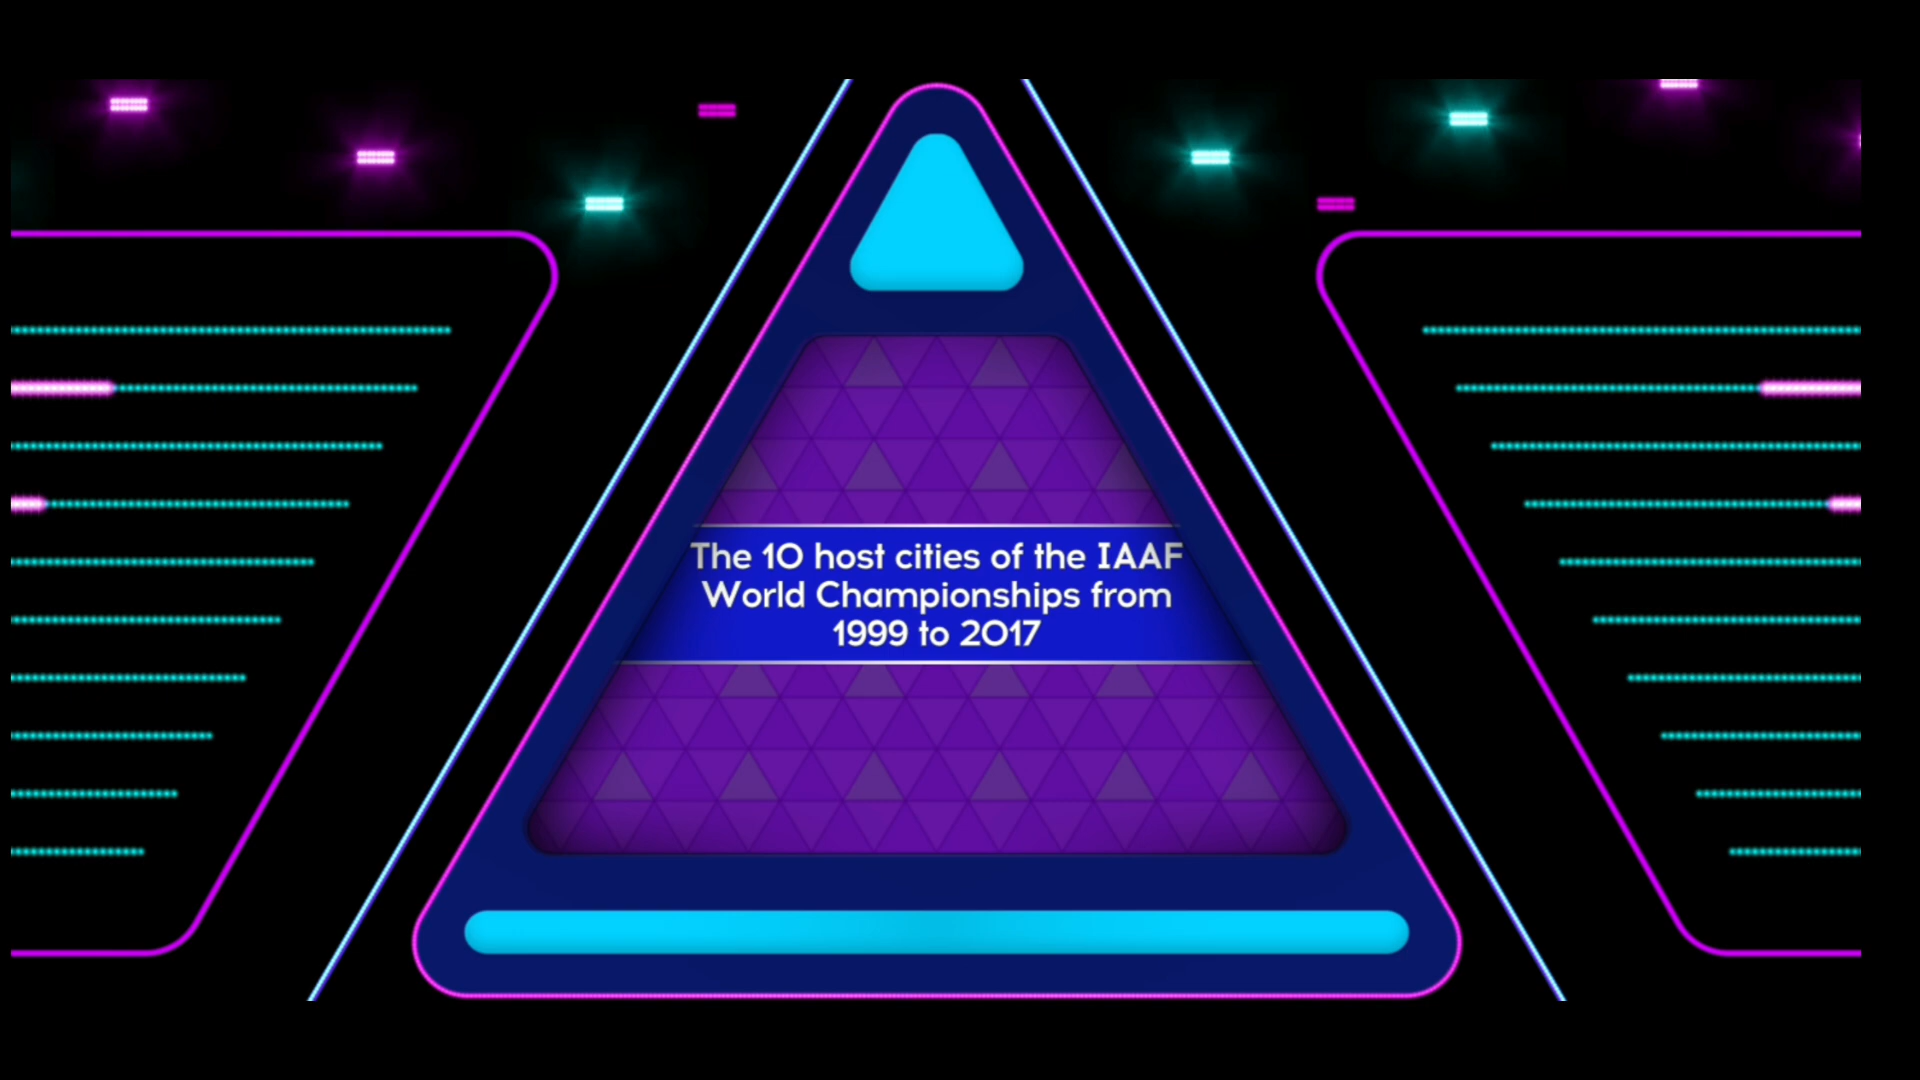 The 10 host cities of the IAAF
World Championships from
1999 to 2017